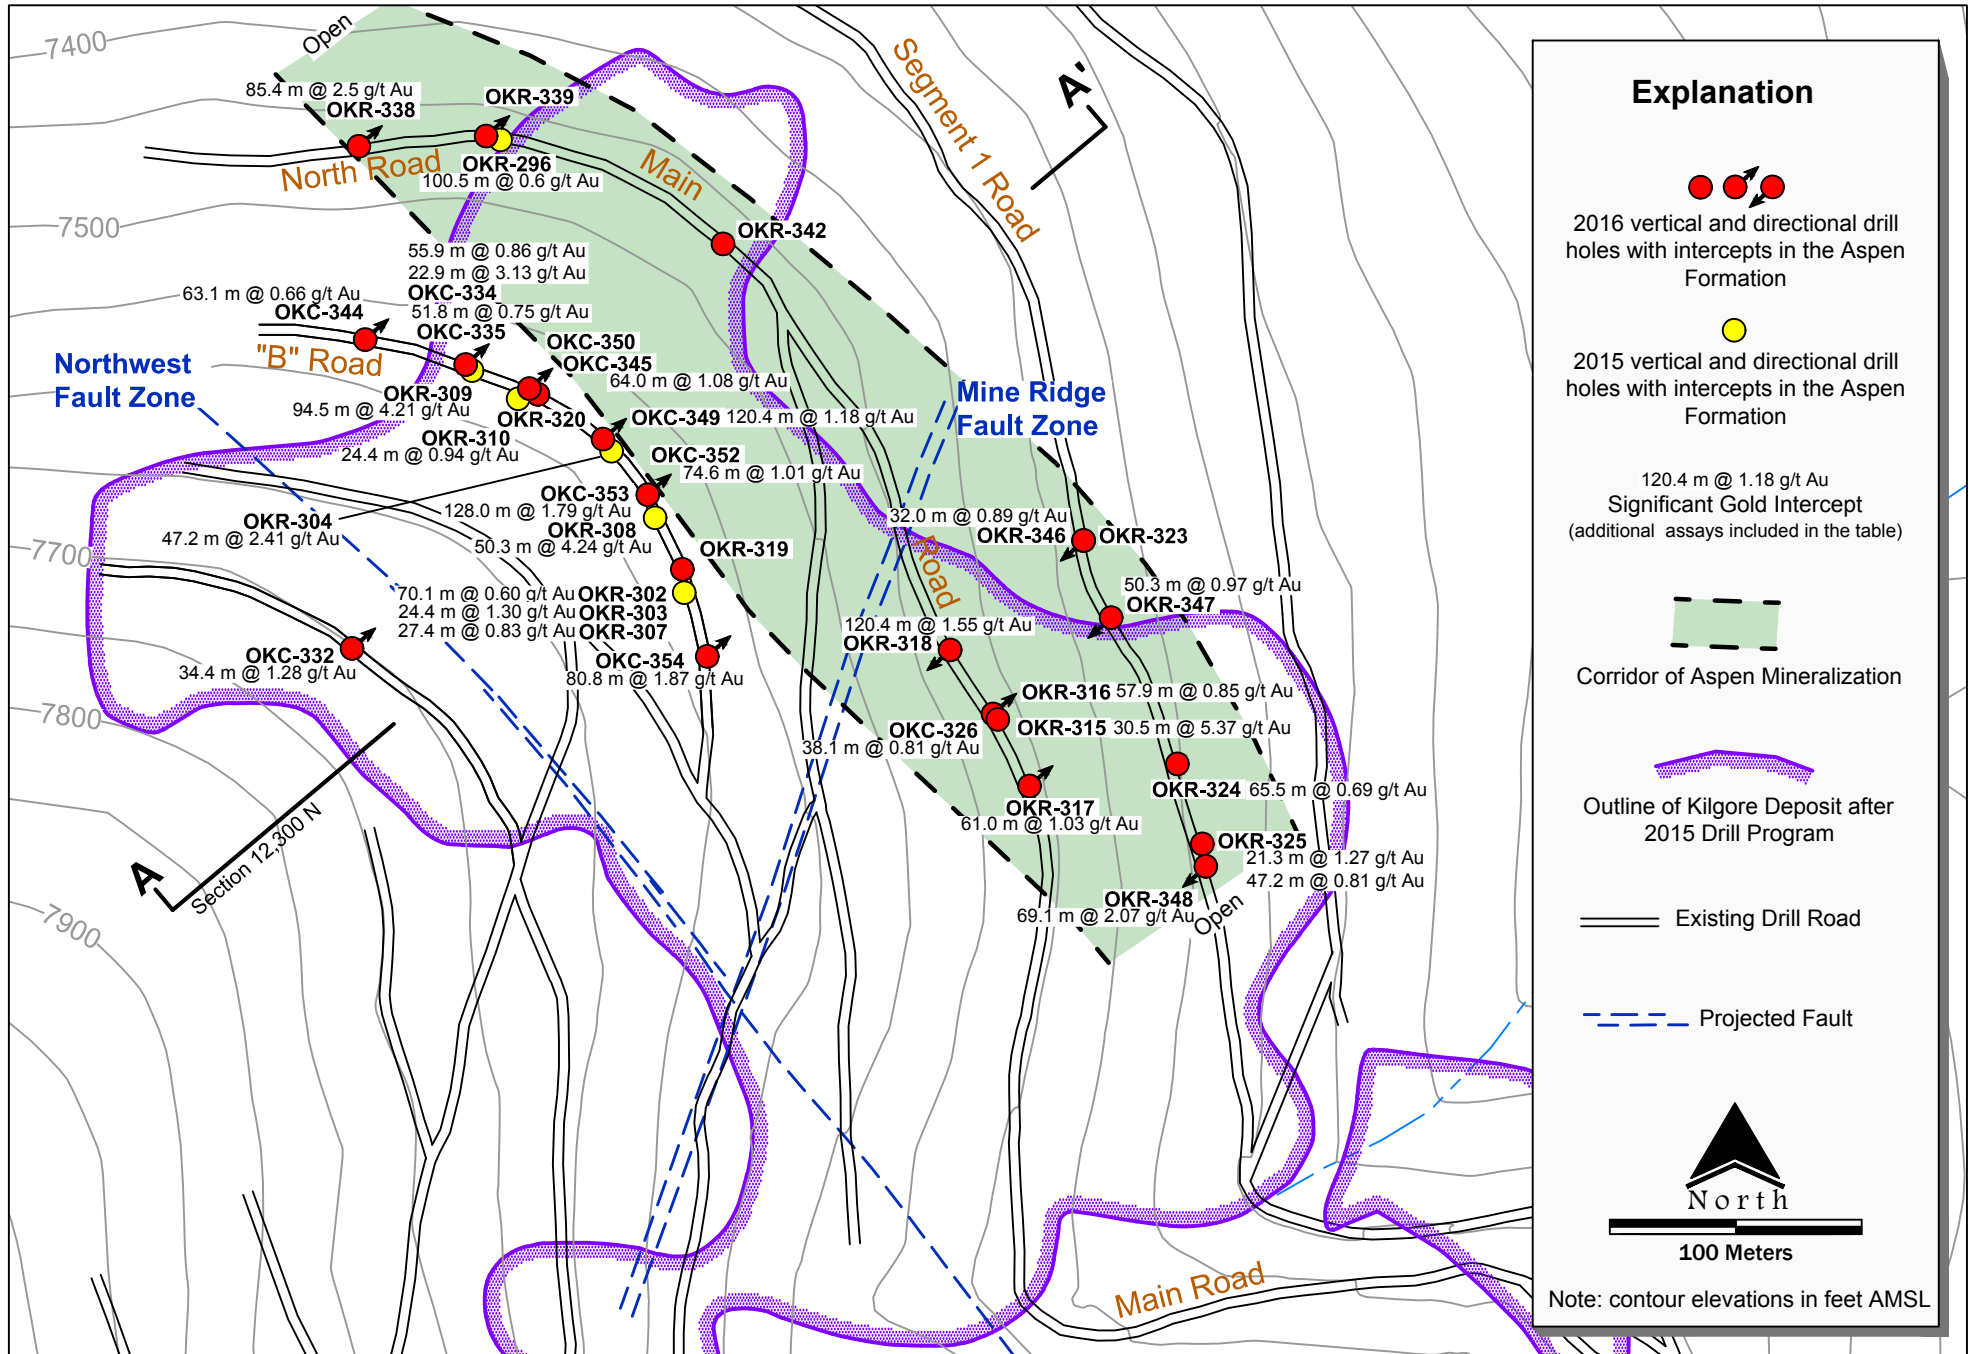 7400
Open
85.4 m @ 2.5 g/t Au
OKR-338
OKR-339
North Road
OKR-296
100.5 m @ 0.6 g/t Au
Main
Segment 1 Road
A'
7500
OKR-342
55.9 m @ 0.86 g/t Au
22.9 m @ 3.13 g/t Au
OKC-334
63.1 m @ 0.66 g/t Au
OKC-344
51.8 m @ 0.75 g/t Au
OKC-335
"B" Road
OKC-350
OKC-345
64.0 m @ 1.08 g/t Au
Northwest
Fault Zone
Mine Ridge
Fault Zone
OKR-309
94.5 m @ 4.21 g/t Au
OKR-320
OKC-349 120.4 m @ 1.18 g/t Au
OKR-310
24.4 m @ 0.94 g/t Au
OKC-352
74.6 m @ 1.01 g/t Au
OKC-353
128.0 m @ 1.79 g/t Au
OKR-304
47.2 m @ 2.41 g/t Au
OKR-308
50.3 m @ 4.24 g/t Au
32.0 m @ 0.89 g/t Au
OKR-346
OKR-323
7700
OKR-319
Road
70.1 m @ 0.60 g/t Au OKR-302
24.4 m @ 1.30 g/t Au OKR-303
27.4 m @ 0.83 g/t Au OKR-307
50.3 m @ 0.97 g/t Au
OKR-347
120.4 m @ 1.55 g/t Au
OKR-318
OKC-332
34.4 m @ 1.28 g/t Au
OKC-354
80.8 m @ 1.87 g/t Au
7800
OKR-316 57.9 m @ 0.85 g/t Au
OKC-326
38.1 m @ 0.81 g/t Au
OKR-315 30.5 m @ 5.37 g/t Au
OKR-324 65.5 m @ 0.69 g/t Au
OKR-317
61.0 m @ 1.03 g/t Au
OKR-325
21.3 m @ 1.27 g/t Au
47.2 m @ 0.81 g/t Au
A
Section 12,300 N
OKR-348
69.1 m @ 2.07 g/t Au
Open
7900
Main Road
Explanation
2016 vertical and directional drill
holes with intercepts in the Aspen
Formation
2015 vertical and directional drill
holes with intercepts in the Aspen
Formation
120.4 m @ 1.18 g/t Au
Significant Gold Intercept
(additional assays included in the table)
Corridor of Aspen Mineralization
Outline of Kilgore Deposit after
2015 Drill Program
Existing Drill Road
Projected Fault
North
100 Meters
Note: contour elevations in feet AMSL